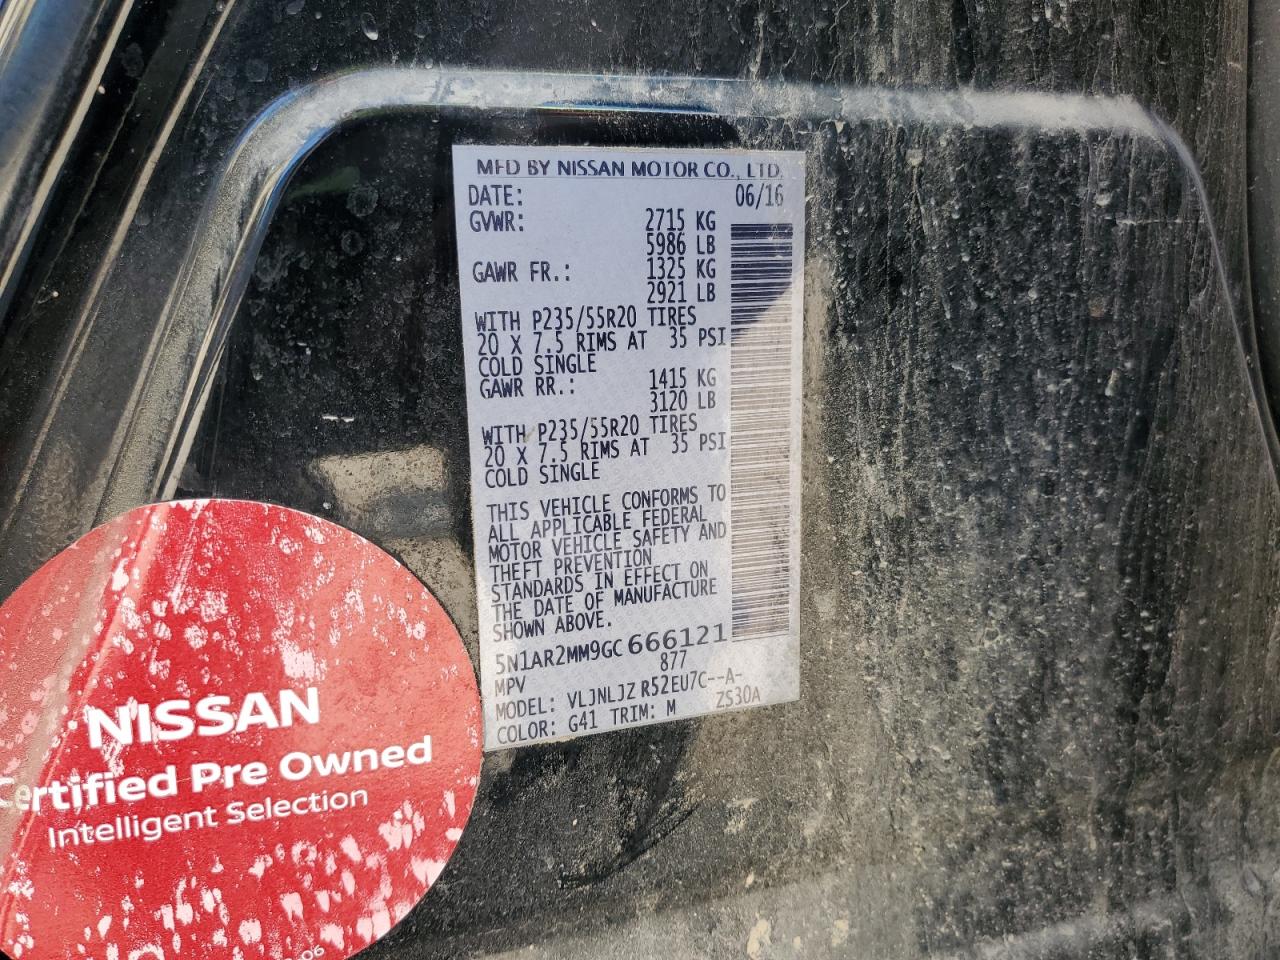 MFD BY NISSAN MOTOR CO., LTD.
DATE: 06/16
GVWR: 2715 KG
5986 LB
GAWR FR.: 1325 KG
2921 LB
WITH P235/55R20 TIRES
20 X 7.5 RIMS AT 35 PSI
COLD SINGLE
GAWR RR.: 1415 KG
3120 LB
WITH P235/55R20 TIRES
20 X 7.5 RIMS AT 35 PSI
COLD SINGLE
THIS VEHICLE CONFORMS TO
ALL APPLICABLE FEDERAL
MOTOR VEHICLE SAFETY AND
THEFT PREVENTION
STANDARDS IN EFFECT ON
THE DATE OF MANUFACTURE
SHOWN ABOVE.
5N1AR2MM9GC666121
MPV 877
MODEL: VLJNLJZ R52EU7C--A-
COLOR: G41 TRIM: M ZS30A
NISSAN
Certified Pre Owned
Intelligent Selection